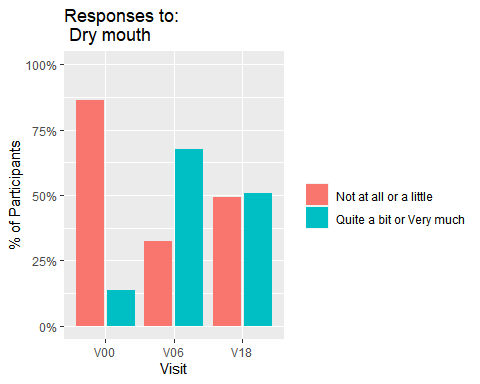 Responses to:
Dry mouth
100%
75%
50%
25%
0%
% of Participants
V00 V06 V18
Visit
Not at all or a little
Quite a bit or Very much